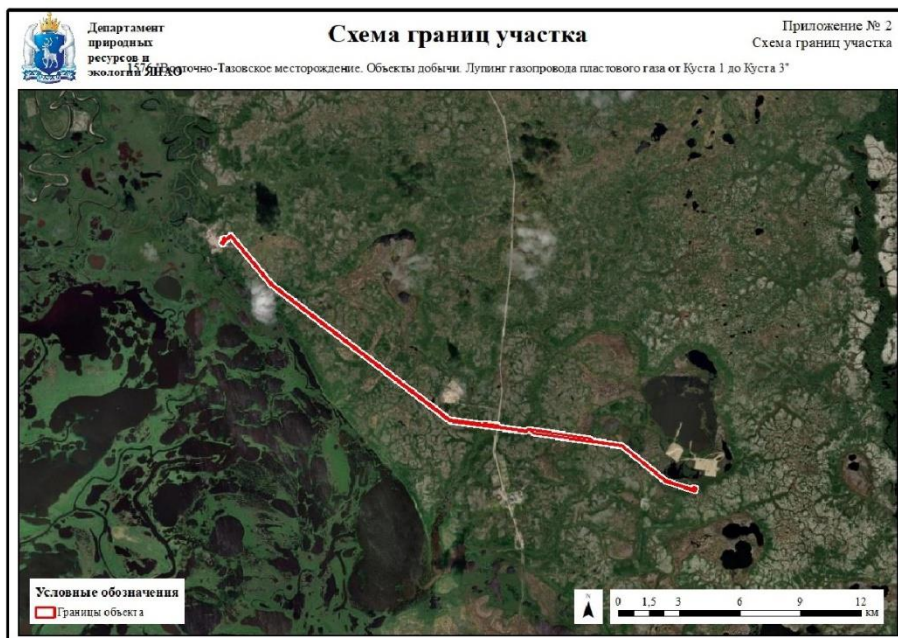 Департамент
природных
ресурсов и
экологии ЯНАО
Схема границ участка
Приложение № 2
Схема границ участка
1576 "Восточно-Тазовское месторождение. Объекты добычи. Лупинг газопровода пластового газа от Куста 1 до Куста 3"
Условные обозначения
Границы объекта
N
0 1,5 3 6 9 12
км